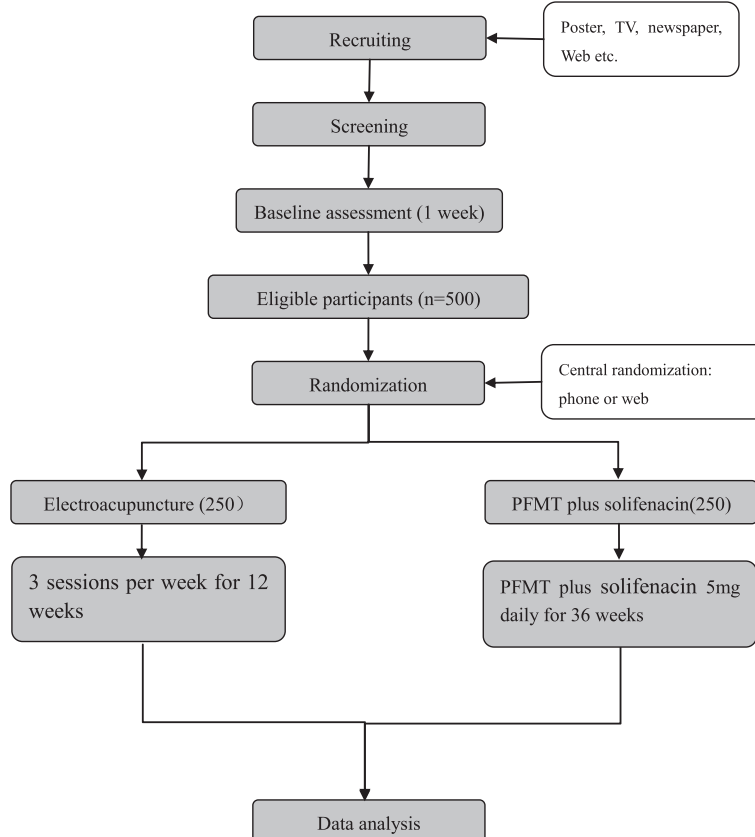 Recruiting
Poster, TV, newspaper,
Web etc.
Screening
Baseline assessment (1 week)
Eligible participants (n=500)
Randomization
Central randomization:
phone or web
Electroacupuncture (250）
PFMT plus solifenacin(250)
3 sessions per week for 12
weeks
PFMT plus solifenacin 5mg
daily for 36 weeks
Data analysis